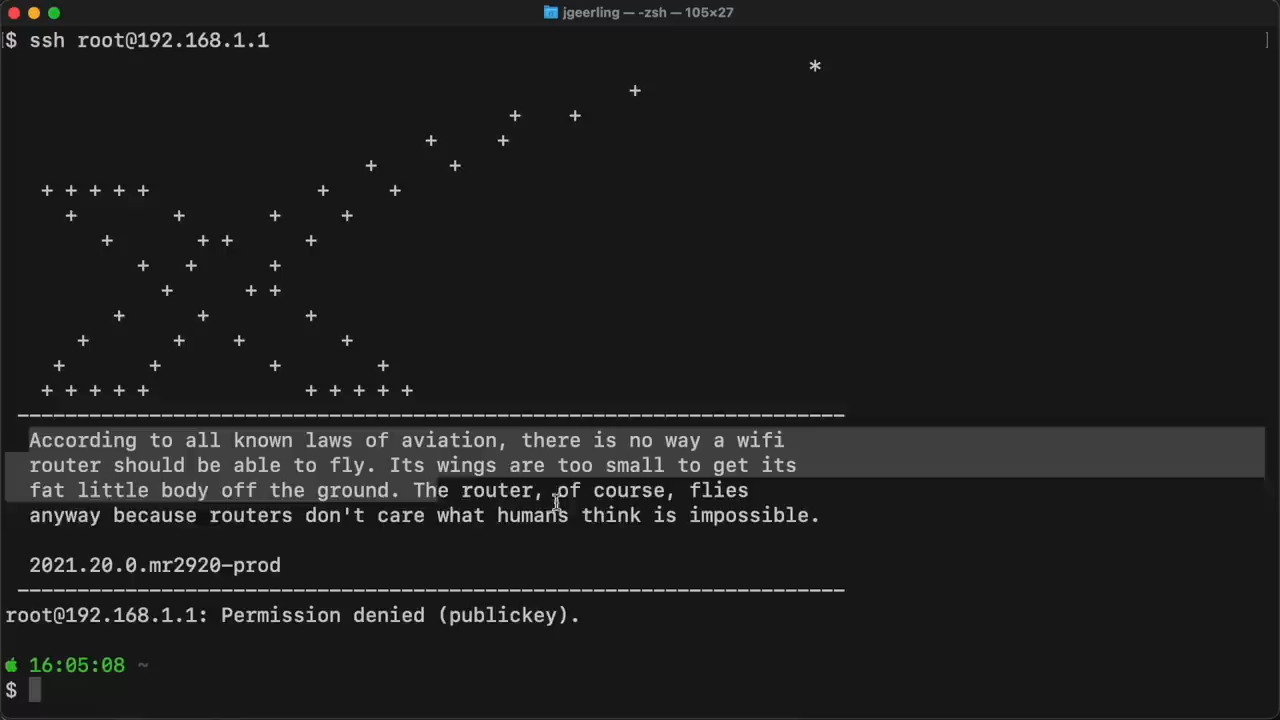 jgeerling — -zsh — 105×27
$ ssh root@192.168.1.1
*
+
+ +
+ +
+ +
+ + + + + + +
+ + + +
+ + + +
+ + +
+ + +
+ + +
+ + + +
+ + + +
+ + + + + + + + + +
----------------------------------------------------------------------
According to all known laws of aviation, there is no way a wifi
router should be able to fly. Its wings are too small to get its
fat little body off the ground. The router, of course, flies
anyway because routers don't care what humans think is impossible.
2021.20.0.mr2920-prod
----------------------------------------------------------------------
root@192.168.1.1: Permission denied (publickey).
16:05:08 ~
$